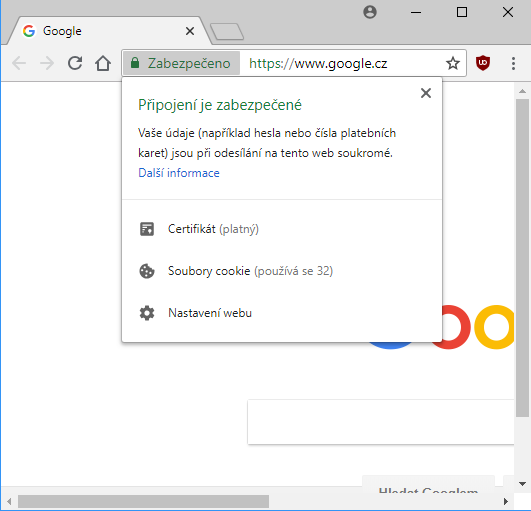 Google
Zabezpečeno https://www.google.cz
Připojení je zabezpečené
Vaše údaje (například hesla nebo čísla platebních
karet) jsou při odesílání na tento web soukromé.
Další informace
Certifikát (platný)
Soubory cookie (používá se 32)
Nastavení webu
Hledat Googlem